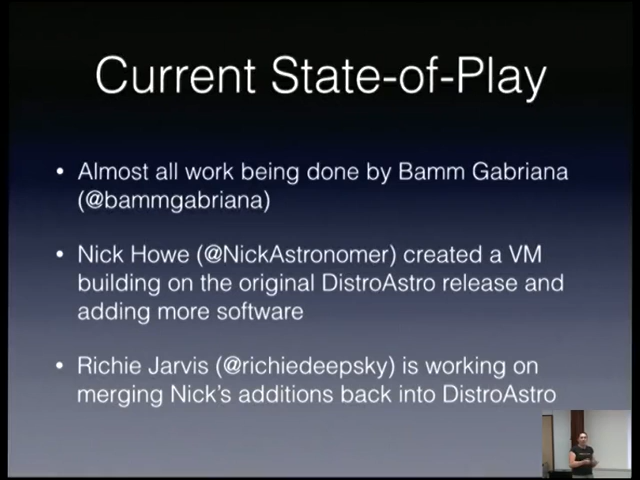 Current State-of-Play
• Almost all work being done by Bamm Gabriana
(@bammgabriana)
• Nick Howe (@NickAstronomer) created a VM
building on the original DistroAstro release and
adding more software
• Richie Jarvis (@richiedeepsky) is working on
merging Nick's additions back into DistroAstro